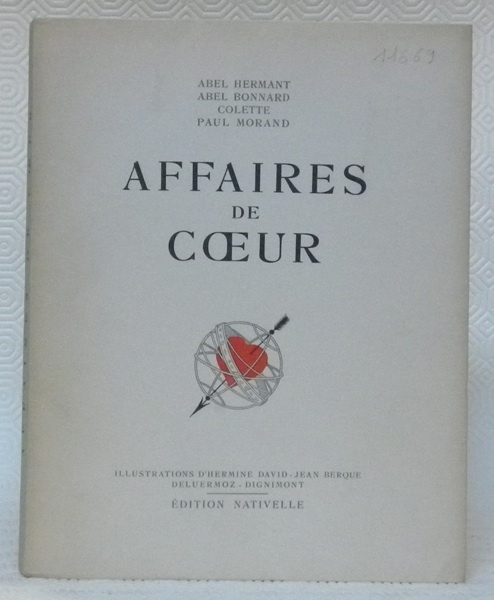 11869
ABEL HERMANT
ABEL BONNARD
COLETTE
PAUL MORAND
AFFAIRES
DE
CŒUR
ILLUSTRATIONS D'HERMINE DAVID - JEAN BERQUE
DELUERMOZ - DIGNIMONT
ÉDITION NATIVELLE